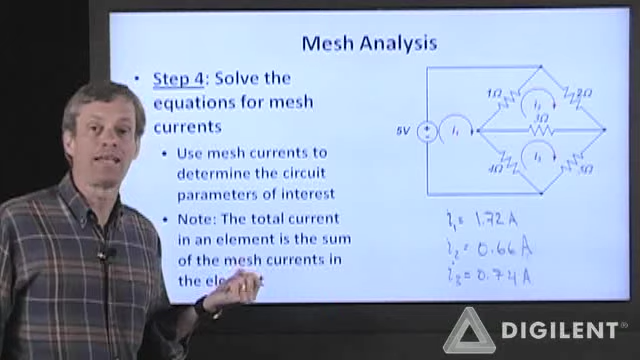 Mesh Analysis
• Step 4: Solve the
equations for mesh
currents
• Use mesh currents to
determine the circuit
parameters of interest
• Note: The total current
in an element is the sum
of the mesh currents in
the
1Ω
i₂
2Ω
3Ω
5V
i₁
4Ω
i₃
i₁ = 1.72 A
i₂ = 0.66 A
i₃ = 0.74 A
DIGILENT®